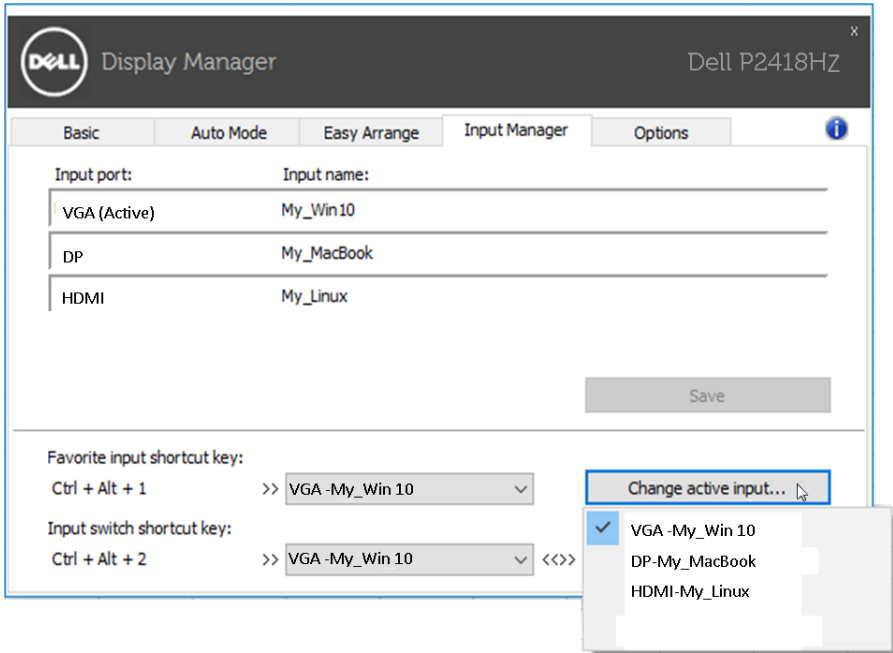 DELL Display Manager Dell P2418HZ x
Basic Auto Mode Easy Arrange Input Manager Options i
Input port: Input name:
VGA (Active) My_Win10
DP My_MacBook
HDMI My_Linux
Save
Favorite input shortcut key:
Ctrl + Alt + 1 >> VGA -My_Win 10 Change active input...
Input switch shortcut key:
Ctrl + Alt + 2 >> VGA -My_Win 10 <<>>
VGA -My_Win 10
DP-My_MacBook
HDMI-My_Linux